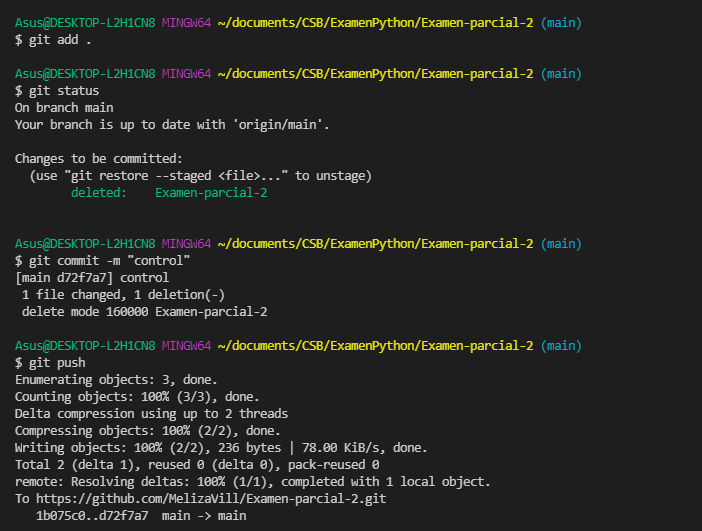 Asus@DESKTOP-L2H1CN8 MINGW64 ~/documents/CSB/ExamenPython/Examen-parcial-2 (main)
$ git add .
Asus@DESKTOP-L2H1CN8 MINGW64 ~/documents/CSB/ExamenPython/Examen-parcial-2 (main)
$ git status
On branch main
Your branch is up to date with 'origin/main'.
Changes to be committed:
  (use "git restore --staged <file>..." to unstage)
        deleted:    Examen-parcial-2
Asus@DESKTOP-L2H1CN8 MINGW64 ~/documents/CSB/ExamenPython/Examen-parcial-2 (main)
$ git commit -m "control"
[main d72f7a7] control
 1 file changed, 1 deletion(-)
 delete mode 160000 Examen-parcial-2
Asus@DESKTOP-L2H1CN8 MINGW64 ~/documents/CSB/ExamenPython/Examen-parcial-2 (main)
$ git push
Enumerating objects: 3, done.
Counting objects: 100% (3/3), done.
Delta compression using up to 2 threads
Compressing objects: 100% (2/2), done.
Writing objects: 100% (2/2), 236 bytes | 78.00 KiB/s, done.
Total 2 (delta 1), reused 0 (delta 0), pack-reused 0
remote: Resolving deltas: 100% (1/1), completed with 1 local object.
To https://github.com/MelizaVill/Examen-parcial-2.git
   1b075c0..d72f7a7  main -> main